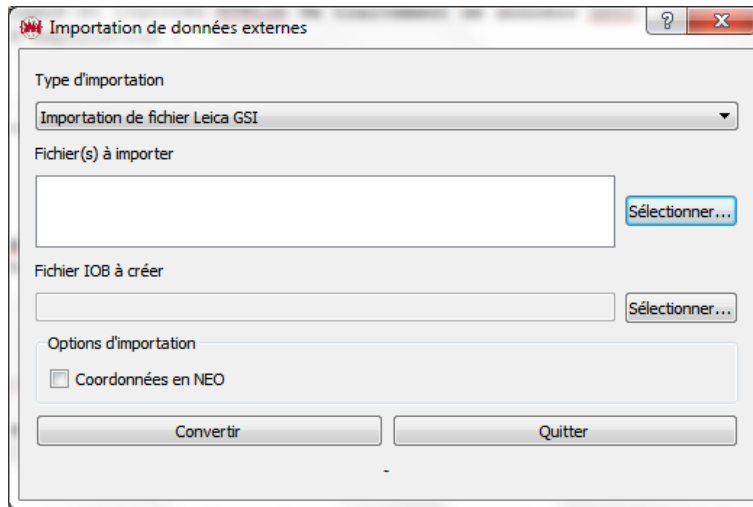 Importation de données externes
Type d'importation
Importation de fichier Leica GSI
Fichier(s) à importer
Sélectionner...
Fichier IOB à créer
Sélectionner...
Options d'importation
Coordonnées en NEO
Convertir Quitter
-